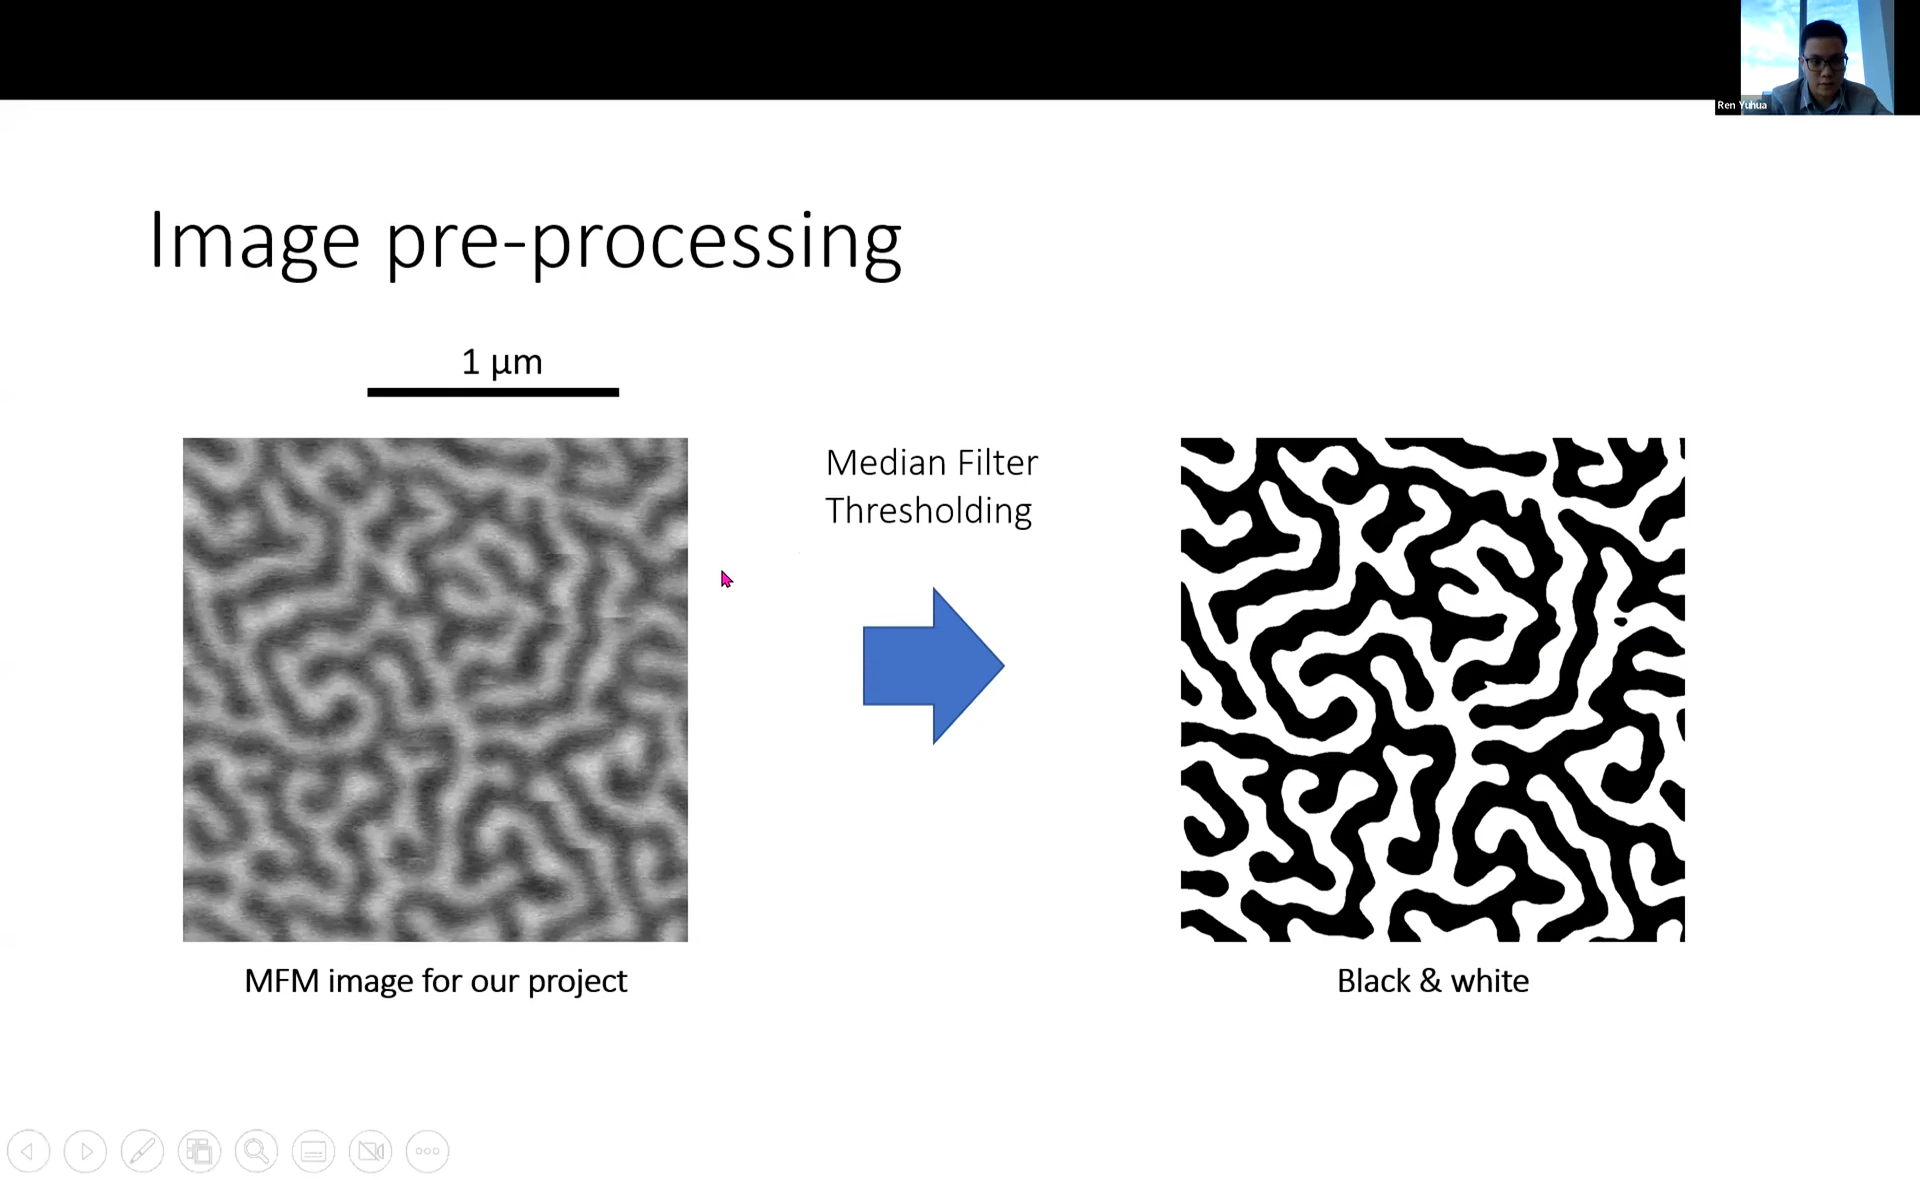 Ren Yuhua
Image pre-processing
1 μm
Median Filter
Thresholding
MFM image for our project
Black & white